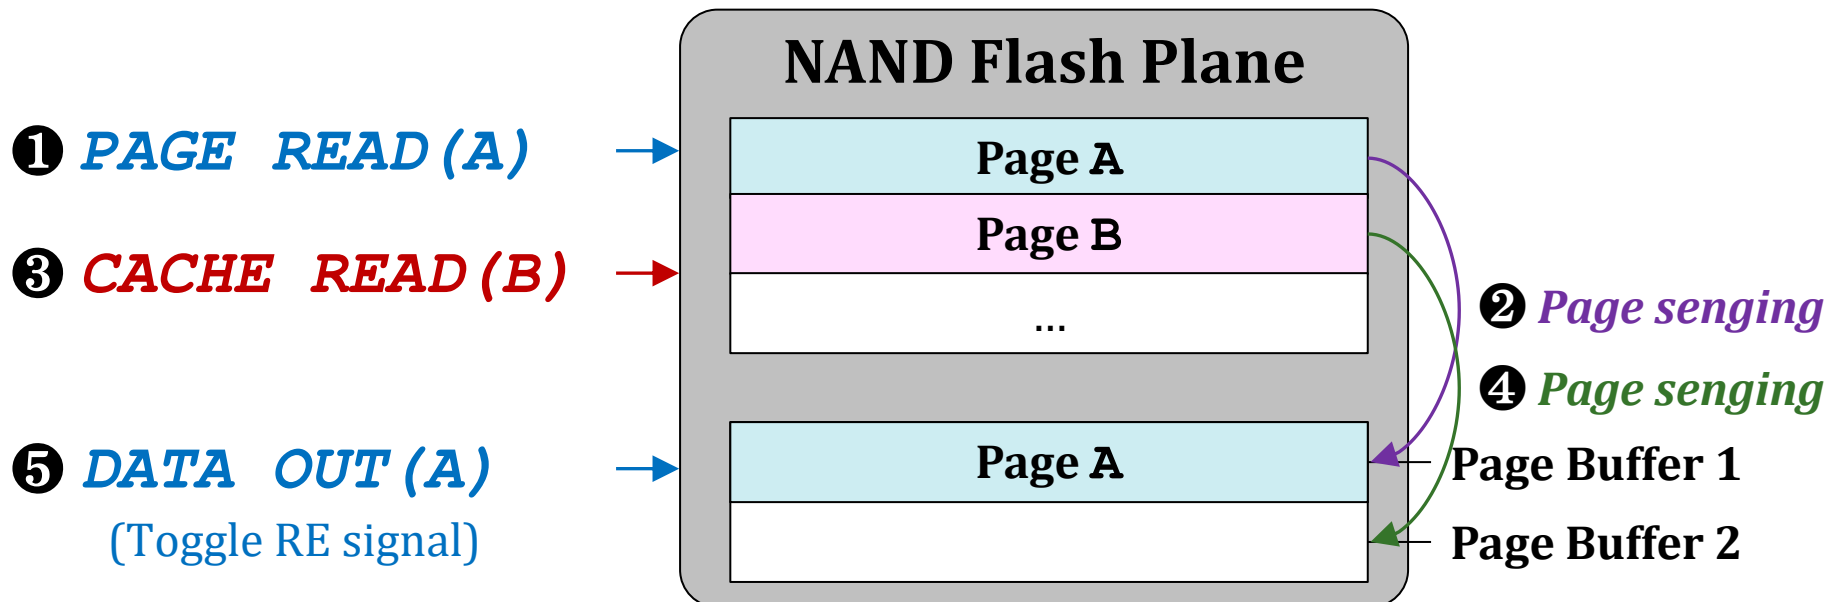 NAND Flash Plane
❶ PAGE READ(A)
Page A
Page B
❸ CACHE READ(B)
...
❷ Page senging
❹ Page senging
❺ DATA OUT(A)
(Toggle RE signal)
Page A
Page Buffer 1
Page Buffer 2